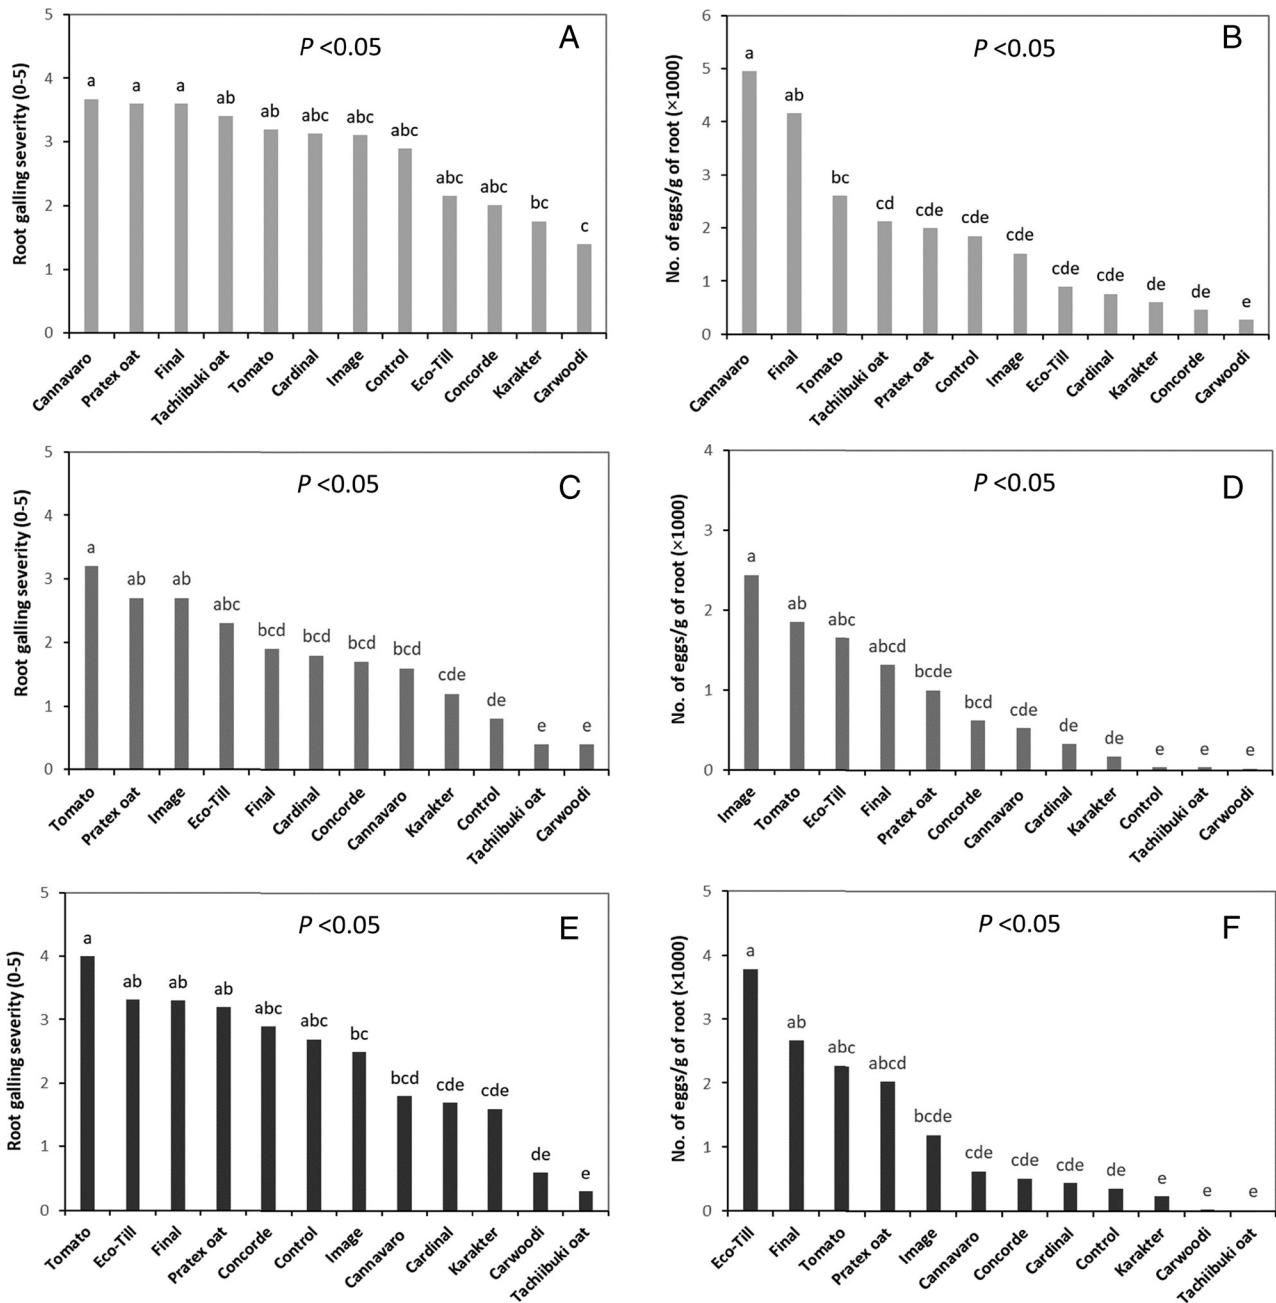 A
P <0.05
Root galling severity (0-5)
5
4
3
2
1
0
a
a
a
ab
ab
abc
abc
abc
abc
abc
bc
c
Cannavaro
Pratex oat
Final
Tachiibuki oat
Tomato
Cardinal
Image
Control
Eco-Till
Concorde
Karakter
Carwoodi
B
P <0.05
No. of eggs/g of root (×1000)
6
5
4
3
2
1
0
a
ab
bc
cd
cde
cde
cde
cde
cde
de
de
e
Cannavaro
Final
Tomato
Tachiibuki oat
Pratex oat
Control
Image
Eco-Till
Cardinal
Karakter
Concorde
Carwoodi
C
P <0.05
Root galling severity (0-5)
5
4
3
2
1
0
a
ab
ab
abc
bcd
bcd
bcd
bcd
cde
de
e
e
Tomato
Pratex oat
Image
Eco-Till
Final
Cardinal
Concorde
Cannavaro
Karakter
Control
Tachiibuki oat
Carwoodi
D
P <0.05
No. of eggs/g of root (×1000)
4
3
2
1
0
a
ab
abc
abcd
bcde
bcd
cde
de
de
e
e
e
Image
Tomato
Eco-Till
Final
Pratex oat
Concorde
Cannavaro
Cardinal
Karakter
Control
Tachiibuki oat
Carwoodi
E
P <0.05
Root galling severity (0-5)
5
4
3
2
1
0
a
ab
ab
ab
abc
abc
bc
bcd
cde
cde
de
e
Tomato
Eco-Till
Final
Pratex oat
Concorde
Control
Image
Cannavaro
Cardinal
Karakter
Carwoodi
Tachiibuki oat
F
P <0.05
No. of eggs/g of root (×1000)
5
4
3
2
1
0
a
ab
abc
abcd
bcde
cde
cde
cde
de
e
e
e
Eco-Till
Final
Tomato
Pratex oat
Image
Cannavaro
Concorde
Cardinal
Control
Karakter
Carwoodi
Tachiibuki oat